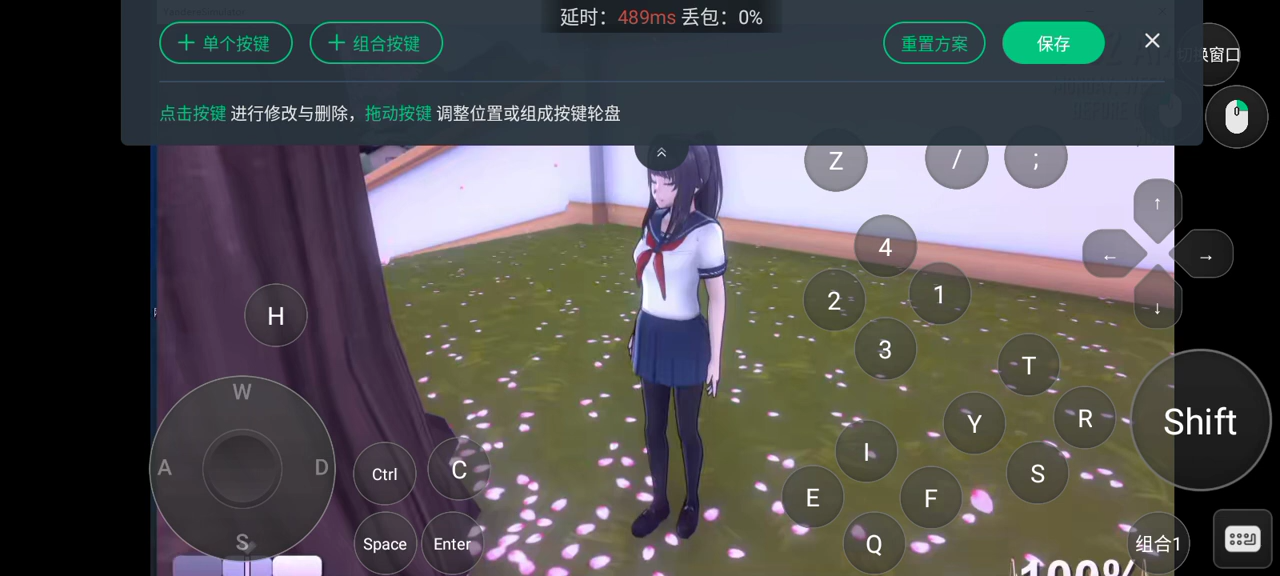 YandereSimulator
延时：489ms 丢包：0%
+ 单个按键
+ 组合按键
重置方案
保存
切换窗口
点击按键 进行修改与删除，拖动按键 调整位置或组成按键轮盘
Z
/
;
↑
←
→
↓
4
2
1
3
H
T
W
A
D
S
Ctrl
C
Space
Enter
Y
R
Shift
I
S
E
F
Q
组合1
100%